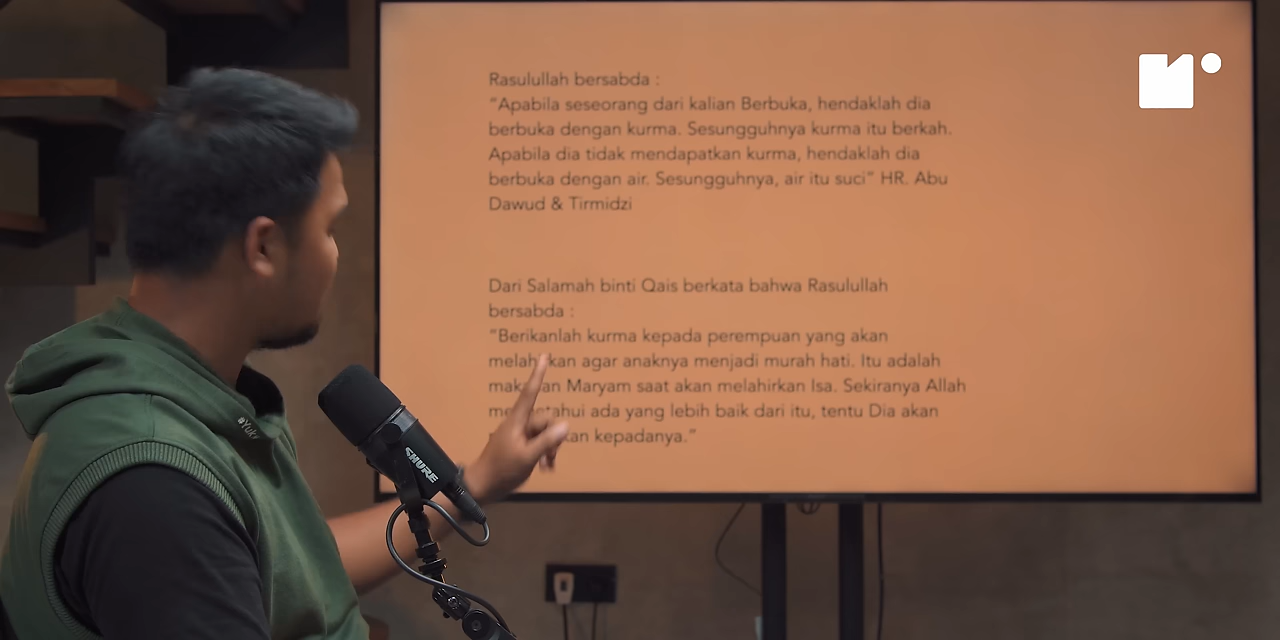 Rasulullah bersabda :
“Apabila seseorang dari kalian Berbuka, hendaklah dia
berbuka dengan kurma. Sesungguhnya kurma itu berkah.
Apabila dia tidak mendapatkan kurma, hendaklah dia
berbuka dengan air. Sesungguhnya, air itu suci” HR. Abu
Dawud & Tirmidzi
Dari Salamah binti Qais berkata bahwa Rasulullah
bersabda :
“Berikanlah kurma kepada perempuan yang akan
agar anaknya menjadi murah hati. Itu adalah
Maryam saat akan melahirkan Isa. Sekiranya Allah
ada yang lebih baik dari itu, tentu Dia akan
kepadanya.”
SHURE